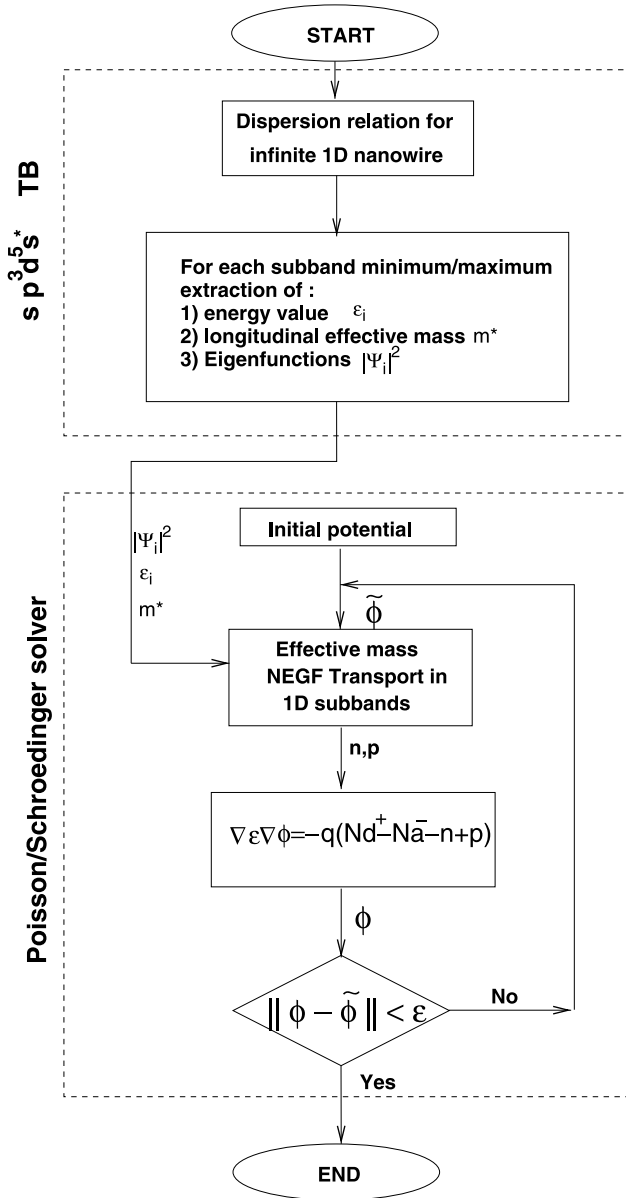 START
s p³d⁵s* TB
Dispersion relation for
infinite 1D nanowire
For each subband minimum/maximum
extraction of :
1) energy value εᵢ
2) longitudinal effective mass m*
3) Eigenfunctions |Ψᵢ|²
Poisson/Schroedinger solver
|Ψᵢ|²
εᵢ
m*
Initial potential
ϕ̃
Effective mass
NEGF Transport in
1D subbands
n,p
∇ε∇ϕ=−q(Nd⁺−Na⁻−n+p)
ϕ
‖ ϕ − ϕ̃ ‖ < ε
No
Yes
END